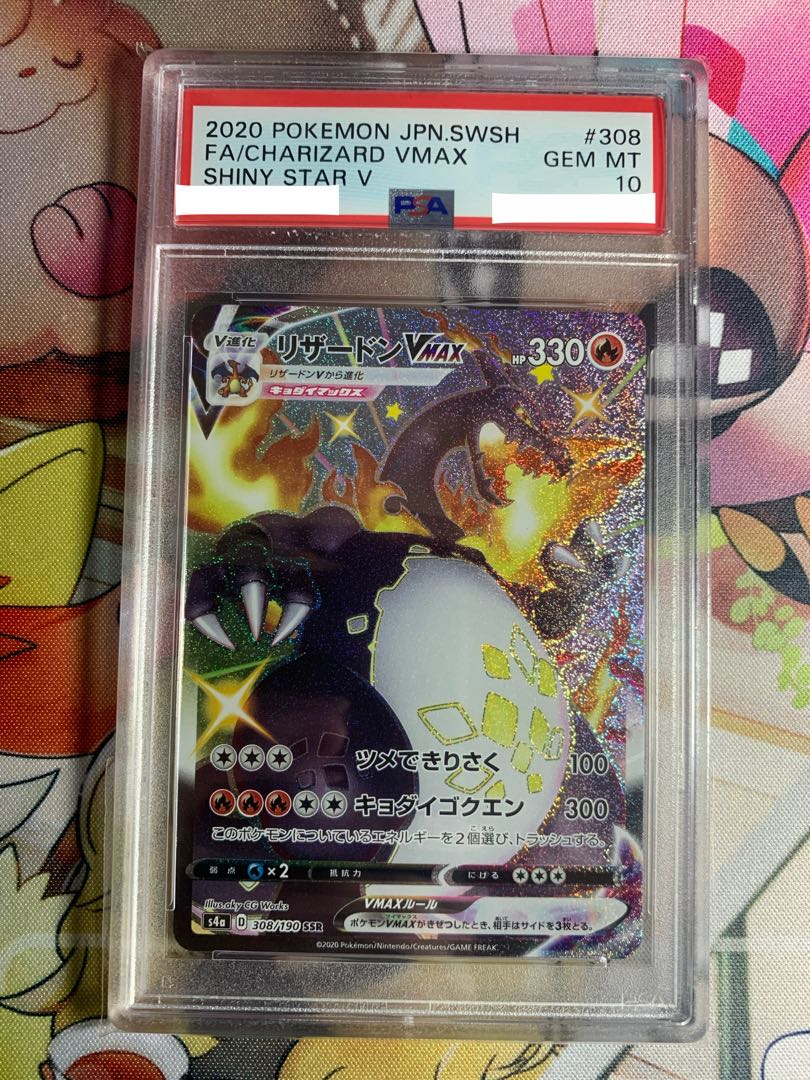 2020 POKEMON JPN.SWSH #308
FA/CHARIZARD VMAX GEM MT
SHINY STAR V 10
PSA
V進化 リザードンVMAX HP330
リザードンVから進化
キョダイマックス
ツメできりさく 100
キョダイゴクエン 300
このポケモンについているエネルギーを2個選び、トラッシュする。
弱点 ×2 抵抗力 にげる
Illus.aky CG Works
VMAXルール
s4a D 308/190 SSR
ポケモンVMAXがきぜつしたとき、相手はサイドを3枚とる。
©2020 Pokémon/Nintendo/Creatures/GAME FREAK.